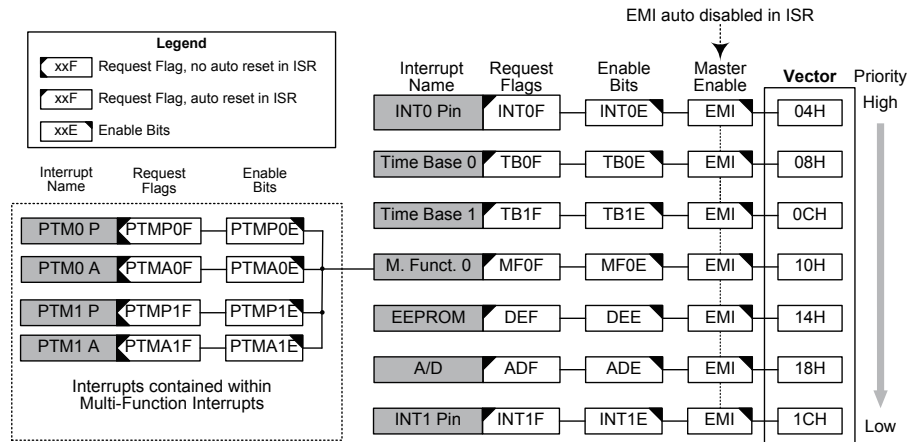 EMI auto disabled in ISR
Legend
xxF Request Flag, no auto reset in ISR
xxF Request Flag, auto reset in ISR
xxE Enable Bits
Interrupt Name Request Flags Enable Bits Master Enable Vector Priority
High
INT0 Pin INT0F INT0E EMI 04H
Time Base 0 TB0F TB0E EMI 08H
Time Base 1 TB1F TB1E EMI 0CH
M. Funct. 0 MF0F MF0E EMI 10H
EEPROM DEF DEE EMI 14H
A/D ADF ADE EMI 18H
INT1 Pin INT1F INT1E EMI 1CH
Low
Interrupt Name Request Flags Enable Bits
PTM0 P PTMP0F PTMP0E
PTM0 A PTMA0F PTMA0E
PTM1 P PTMP1F PTMP1E
PTM1 A PTMA1F PTMA1E
Interrupts contained within
Multi-Function Interrupts